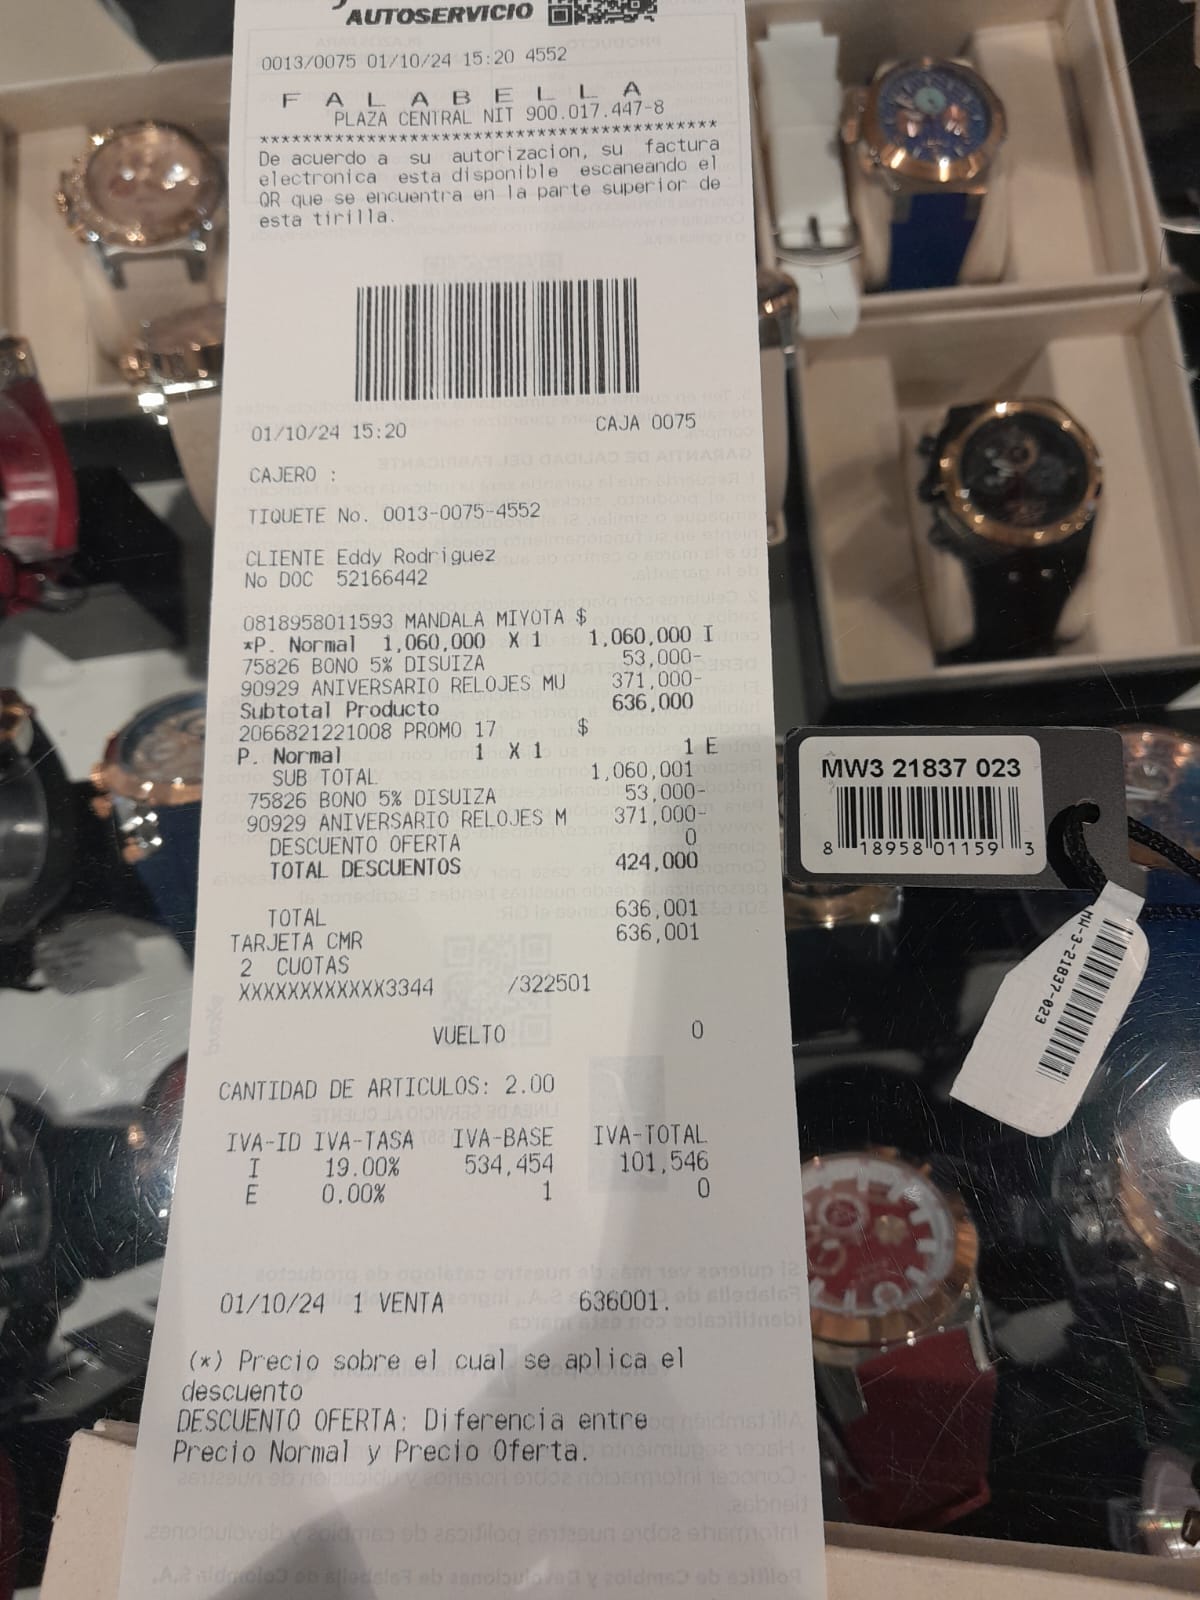 AUTOSERVICIO
0013/0075 01/10/24 15:20 4552
F A L A B E L L A
PLAZA CENTRAL NIT 900.017.447-8
******************************************
De acuerdo a su autorizacion, su factura
electronica esta disponible escaneando el
QR que se encuentra en la parte superior de
esta tirilla.
01/10/24 15:20 CAJA 0075
CAJERO :
TIQUETE No. 0013-0075-4552
CLIENTE Eddy Rodriguez
No DOC 52166442
0818958011593 MANDALA MIYOTA $
*P. Normal 1,060,000 X 1 1,060,000 I
75826 BONO 5% DISUIZA 53,000-
90929 ANIVERSARIO RELOJES MU 371,000-
Subtotal Producto 636,000
2066821221008 PROMO 17 $
P. Normal 1 X 1 1 E
SUB TOTAL 1,060,001
75826 BONO 5% DISUIZA 53,000-
90929 ANIVERSARIO RELOJES M 371,000-
DESCUENTO OFERTA 0
TOTAL DESCUENTOS 424,000
TOTAL 636,001
TARJETA CMR 636,001
2 CUOTAS
XXXXXXXXXXXX3344 /322501
VUELTO 0
CANTIDAD DE ARTICULOS: 2.00
IVA-ID IVA-TASA IVA-BASE IVA-TOTAL
I 19.00% 534,454 101,546
E 0.00% 1 0
01/10/24 1 VENTA 636001.
(*) Precio sobre el cual se aplica el
descuento
DESCUENTO OFERTA: Diferencia entre
Precio Normal y Precio Oferta.
MW3 21837 023
8 18958 01159 3
MW-3-21837-023